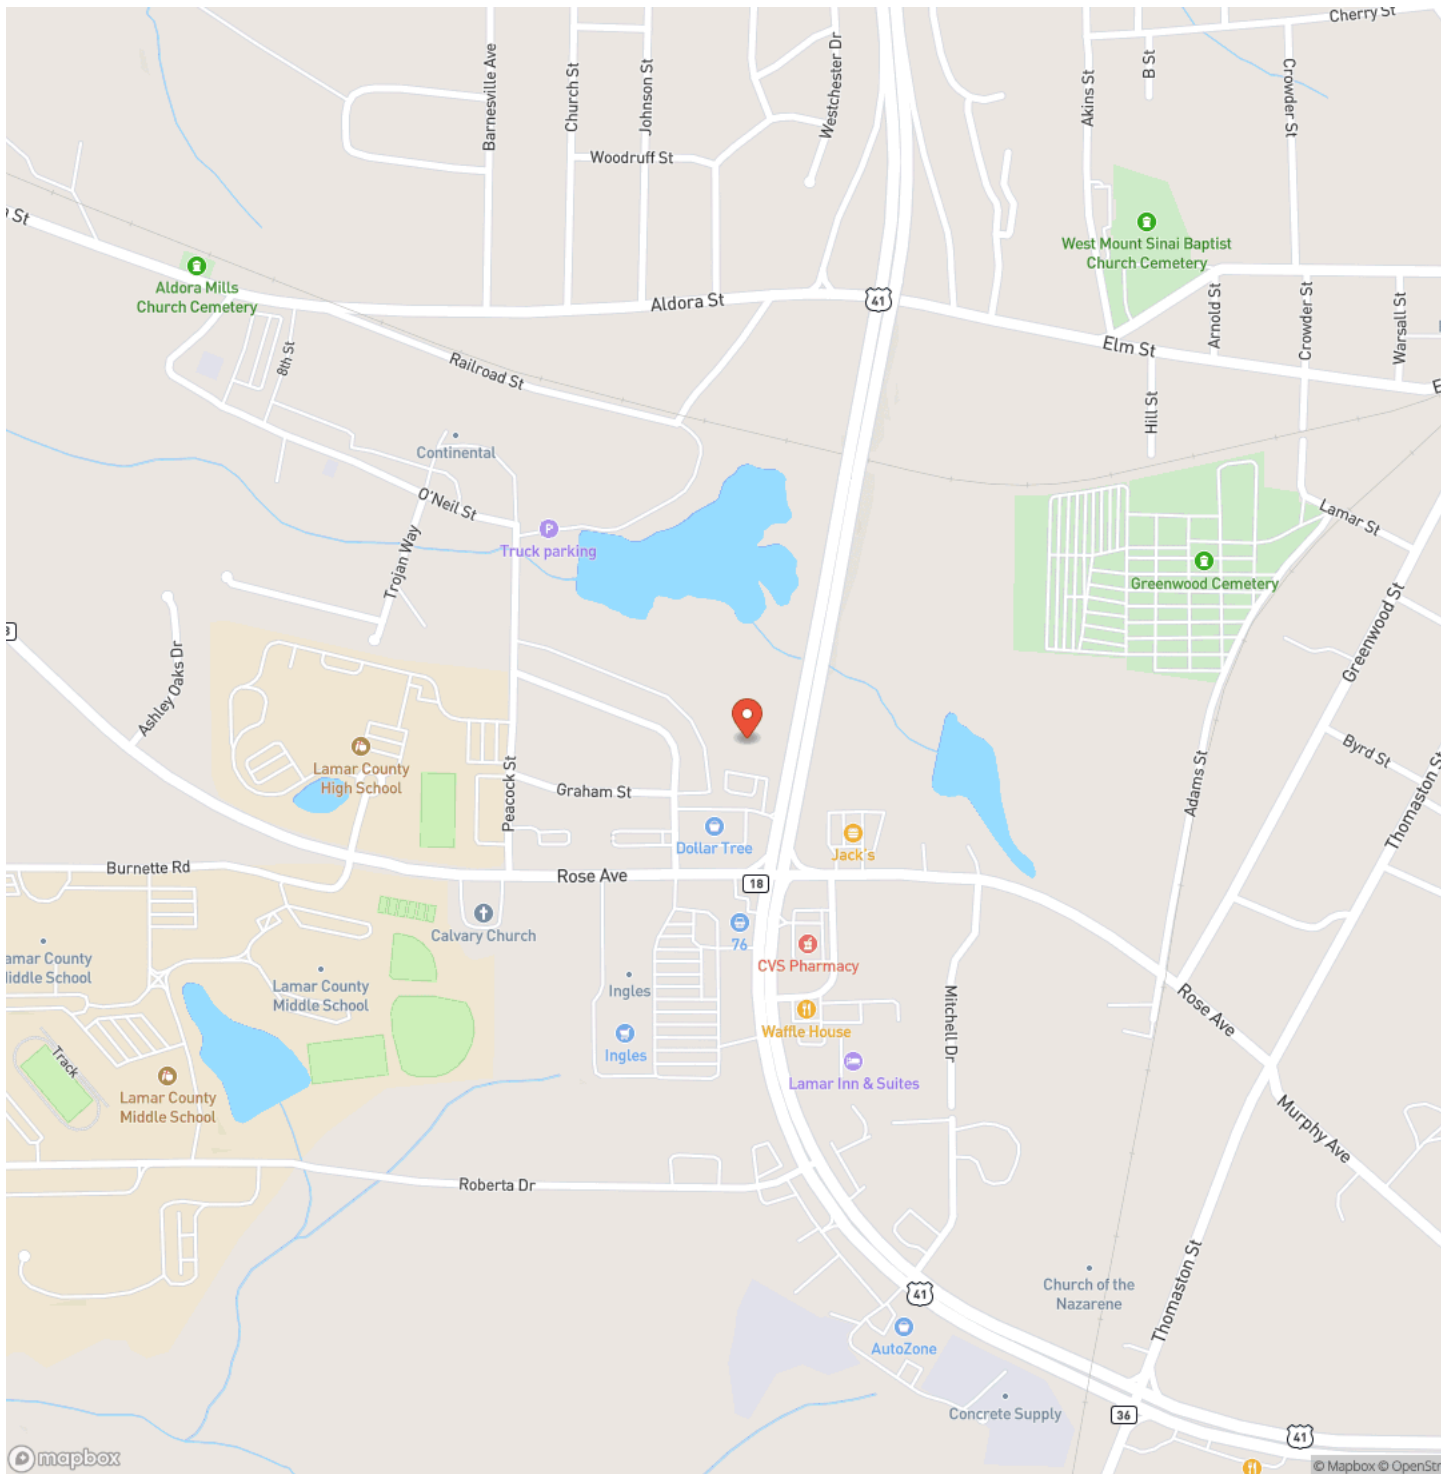 Cherry St
Barnesville Ave
Church St
Johnson St
Westchester Dr
Akins St
B St
Crowder St
Woodruff St
St
West Mount Sinai Baptist
Church Cemetery
Aldora Mills
Church Cemetery
Aldora St
41
Elm St
Arnold St
Crowder St
Warsall St
E
8th St
Railroad St
Hill St
Continental
O'Neil St
Lamar St
Truck parking
P
Trojan Way
Greenwood Cemetery
Greenwood St
Ashley Oaks Dr
Lamar County
High School
Peacock St
Graham St
Adams St
Byrd St
Thomaston St
Dollar Tree
Jack's
Burnette Rd
Rose Ave
18
Calvary Church
76
CVS Pharmacy
Lamar County
Middle School
Ingles
Ingles
Waffle House
Mitchell Dr
Rose Ave
Track
Lamar County
Middle School
Lamar Inn & Suites
Murphy Ave
Roberta Dr
41
Church of the
Nazarene
Thomaston St
AutoZone
Concrete Supply
36
41
mapbox
© Mapbox © OpenStr